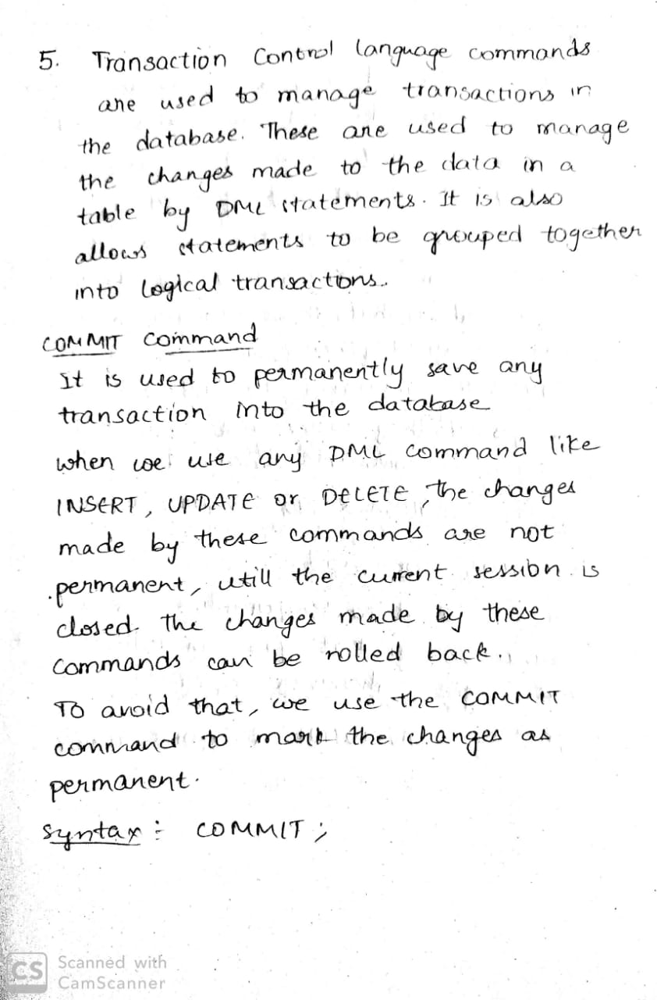 5. Transaction Control language commands
are used to manage transactions in
the database. These are used to manage
the changes made to the data in a
table by DML statements. It is also
allows statements to be grouped together
into logical transactions.
COMMIT Command
It is used to permanently save any
transaction into the database
when we use any DML command like
INSERT, UPDATE or DELETE, the changes
made by these commands are not
permanent, utill the current session is
closed. The changes made by these
commands can be rolled back.
To avoid that, we use the COMMIT
command to mark the changes as
permanent.
Syntax : COMMIT ;
CS Scanned with
CamScanner